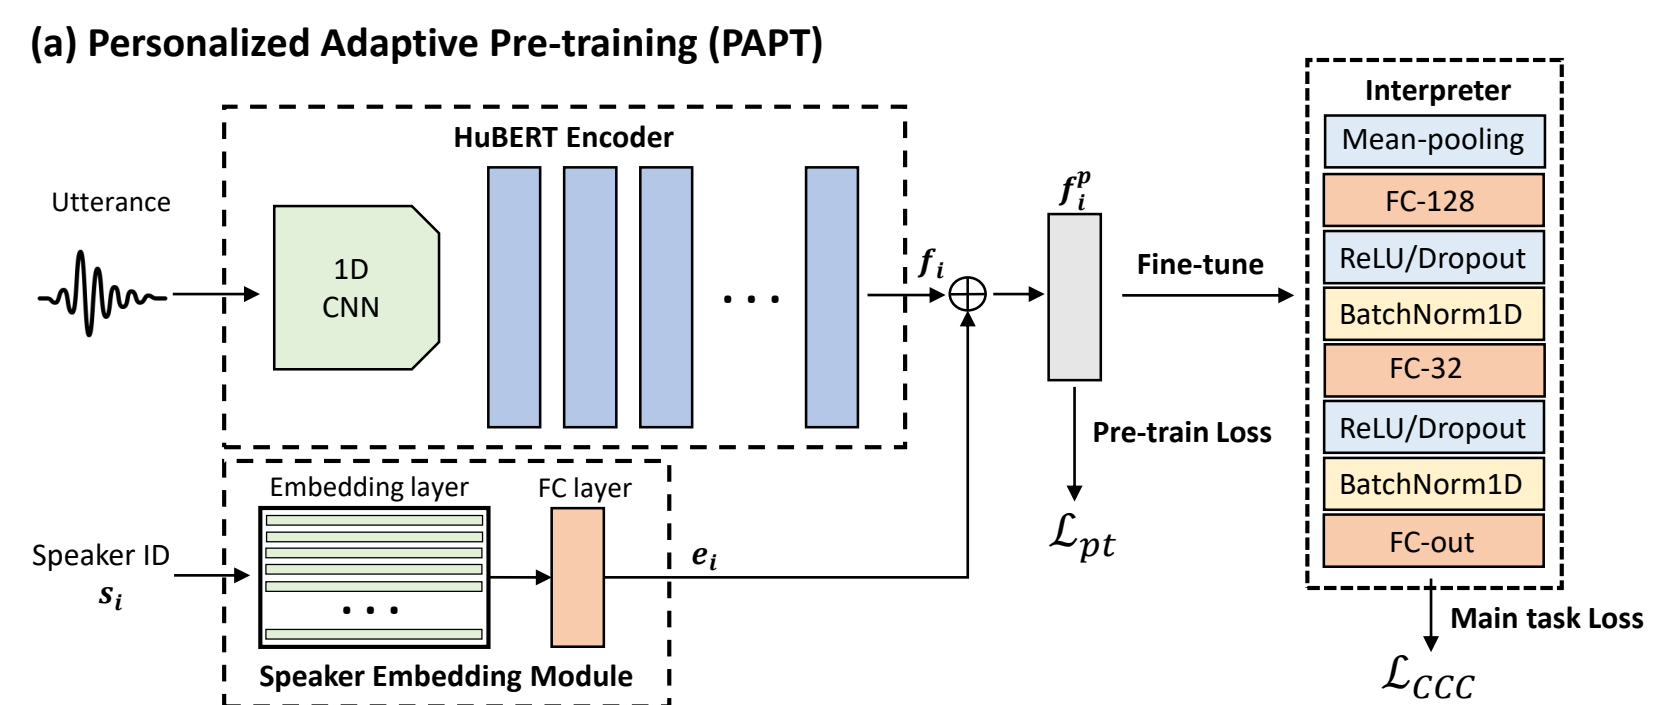 (a) Personalized Adaptive Pre-training (PAPT)
HuBERT Encoder
Utterance
1D
CNN
. . .
f_i
f_i^p
Fine-tune
Pre-train Loss
ℒ_pt
Interpreter
Mean-pooling
FC-128
ReLU/Dropout
BatchNorm1D
FC-32
ReLU/Dropout
BatchNorm1D
FC-out
Main task Loss
ℒ_CCC
Embedding layer
FC layer
Speaker ID
s_i
. . .
e_i
Speaker Embedding Module